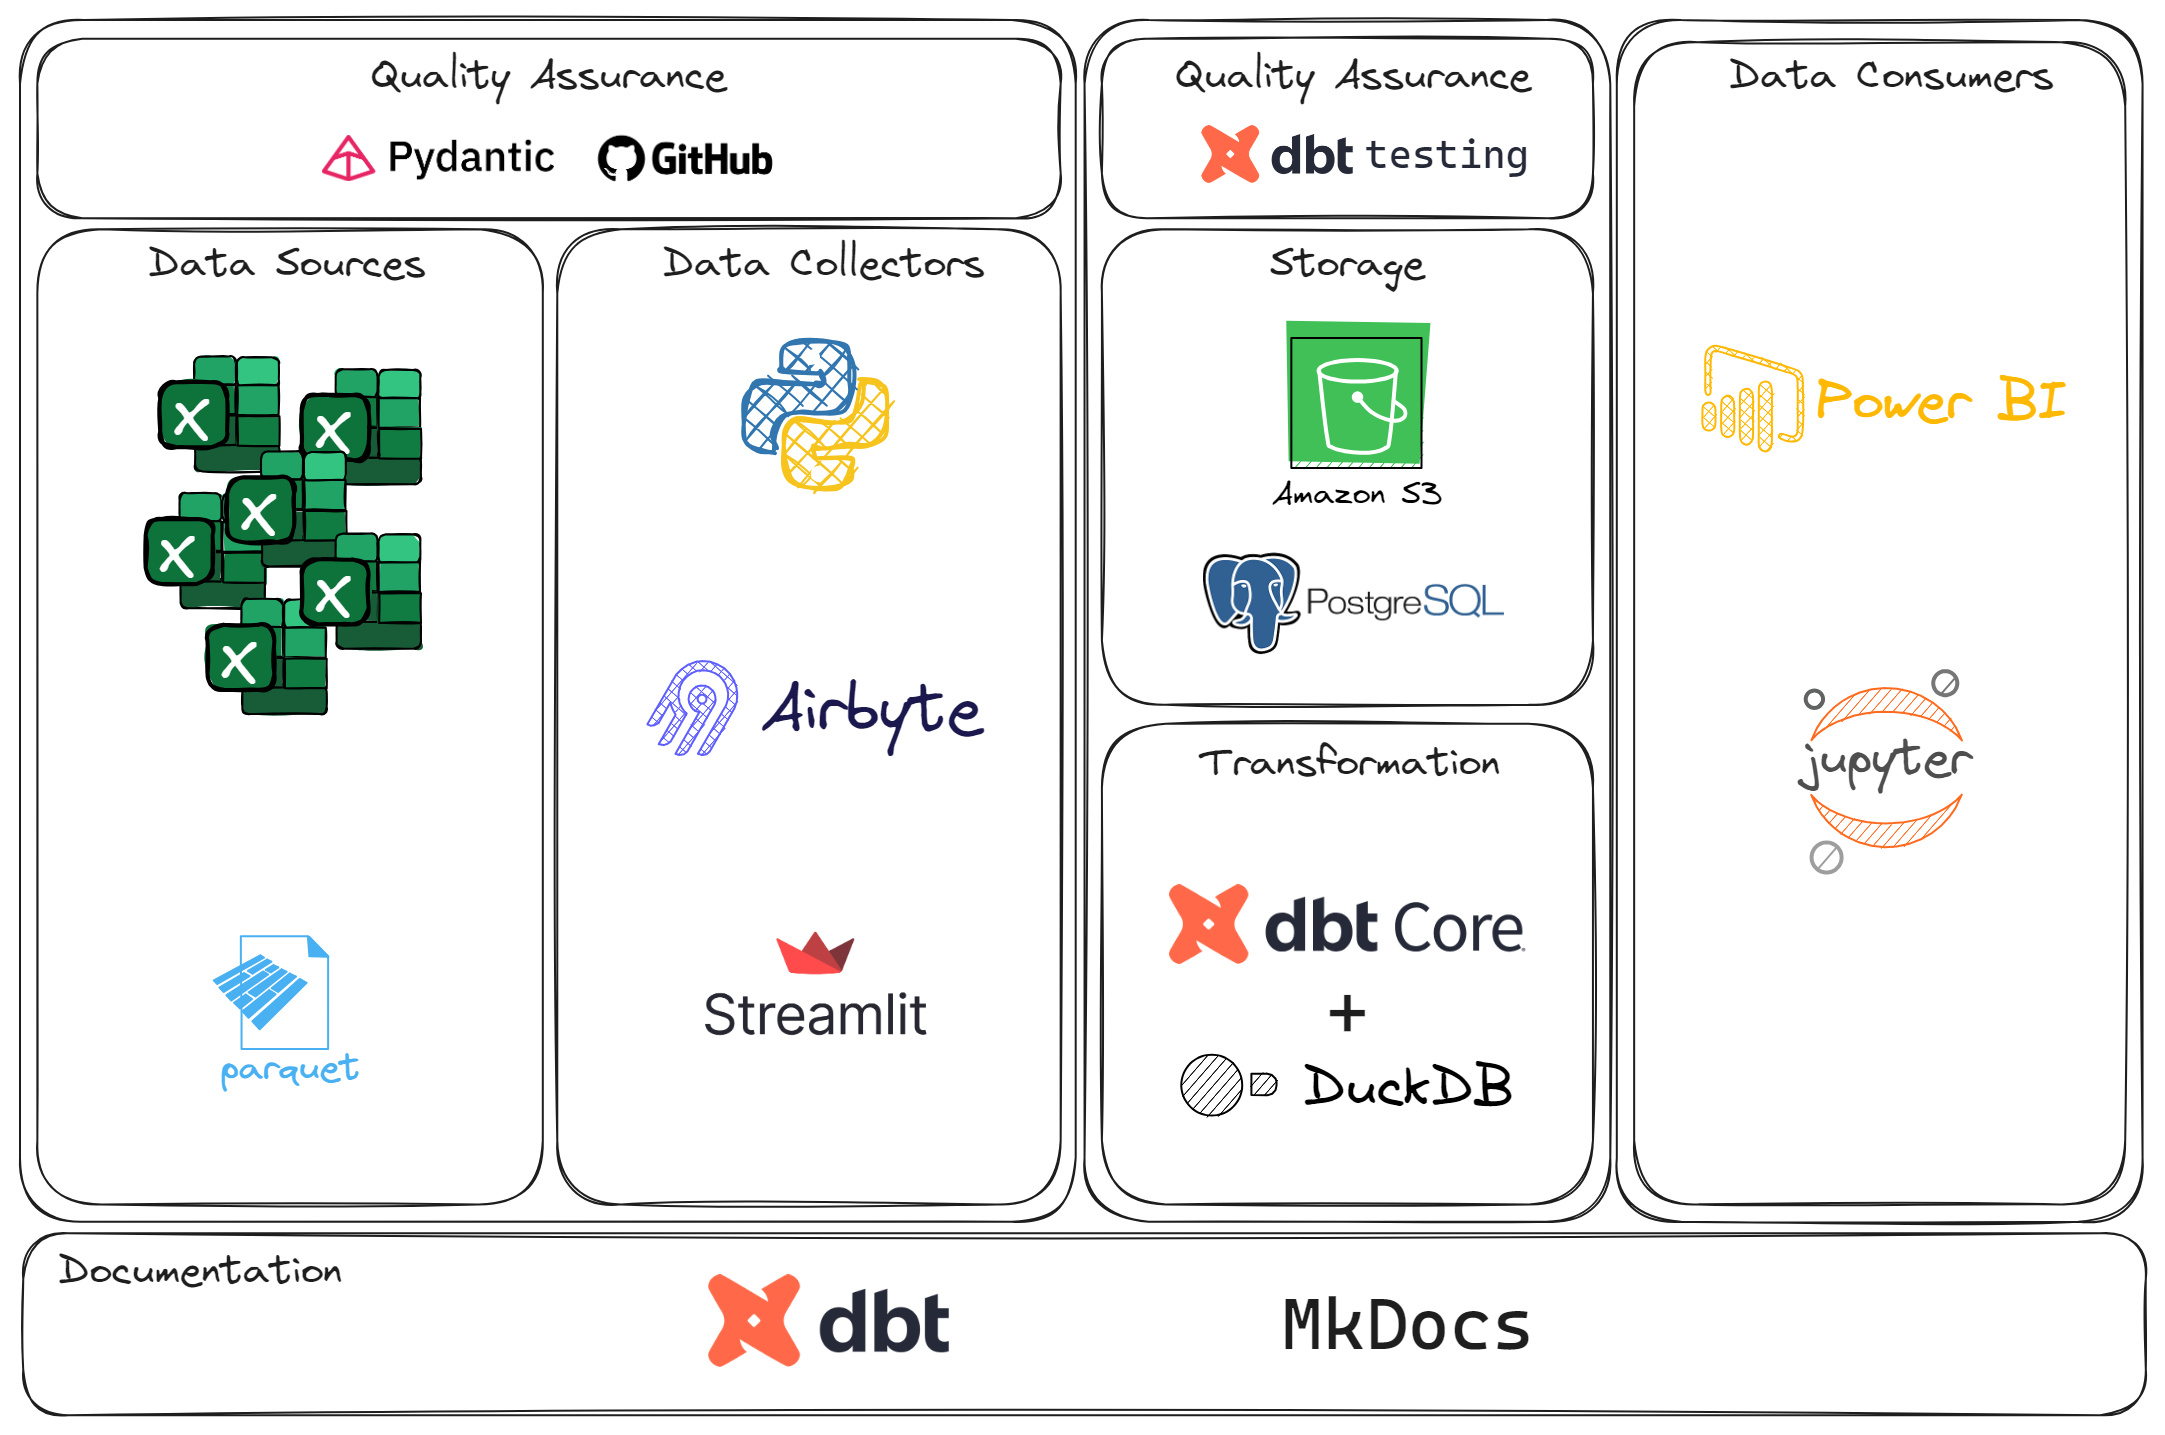 Quality Assurance
Pydantic
GitHub
Data Sources
X
X
X
X
X
X
parquet
Data Collectors
Airbyte
Streamlit
Quality Assurance
dbt testing
Storage
Amazon S3
PostgreSQL
Transformation
dbt Core
+
DuckDB
Data Consumers
Power BI
jupyter
Documentation
dbt
MkDocs